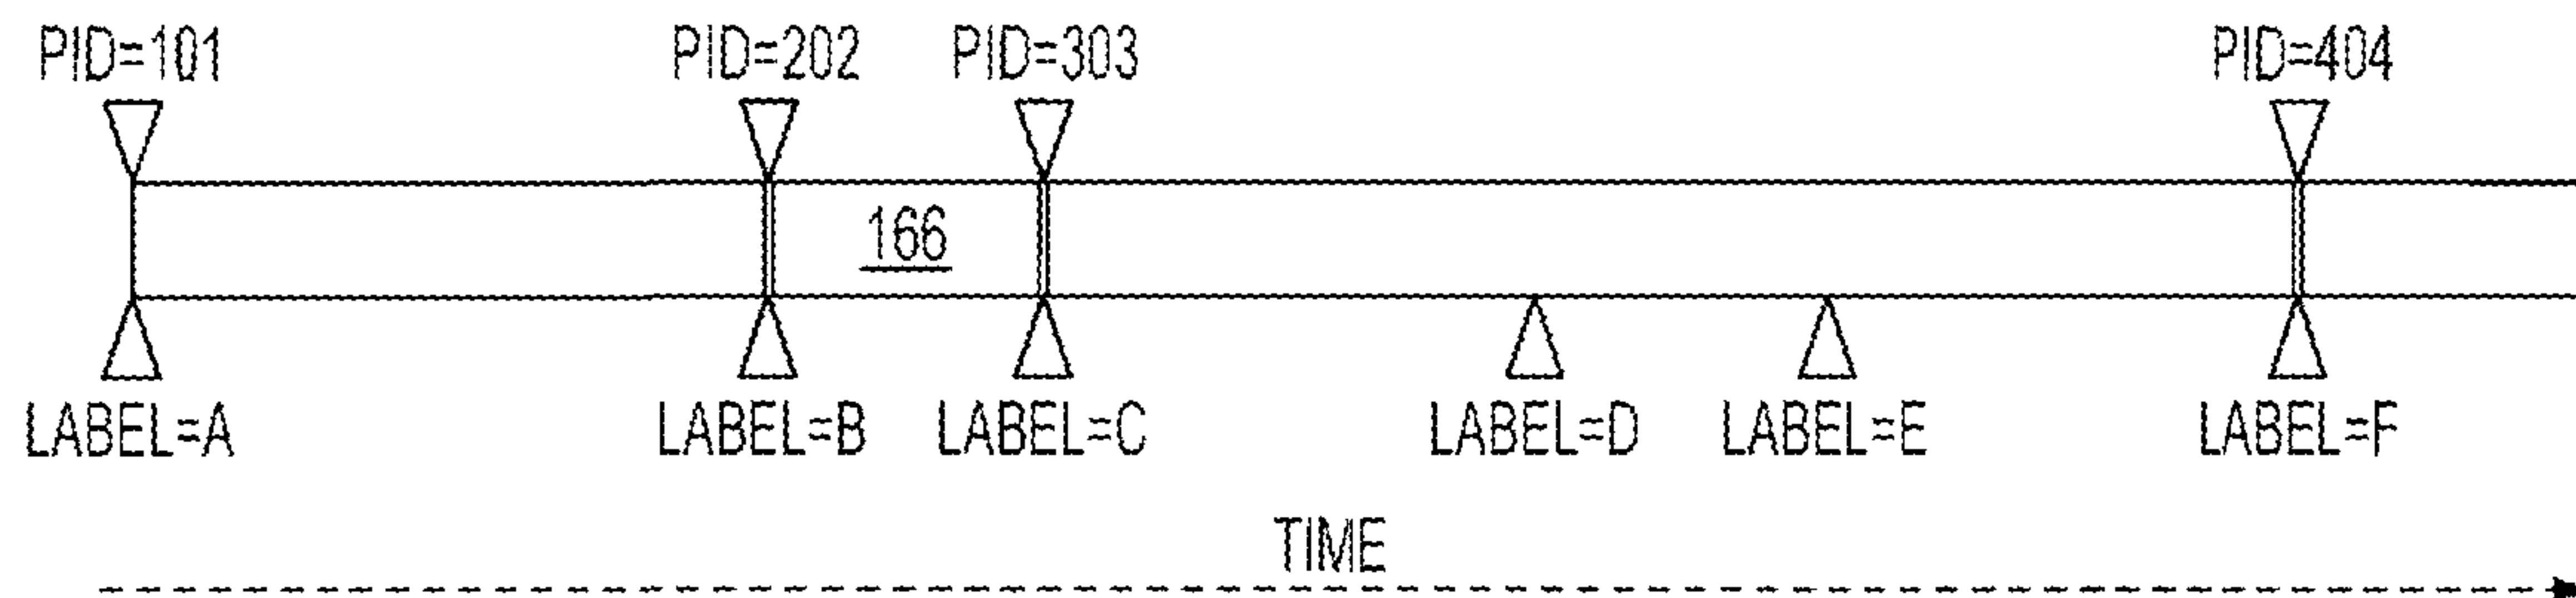 PID=101 PID=202 PID=303 PID=404
166
LABEL=A LABEL=B LABEL=C LABEL=D LABEL=E LABEL=F
TIME